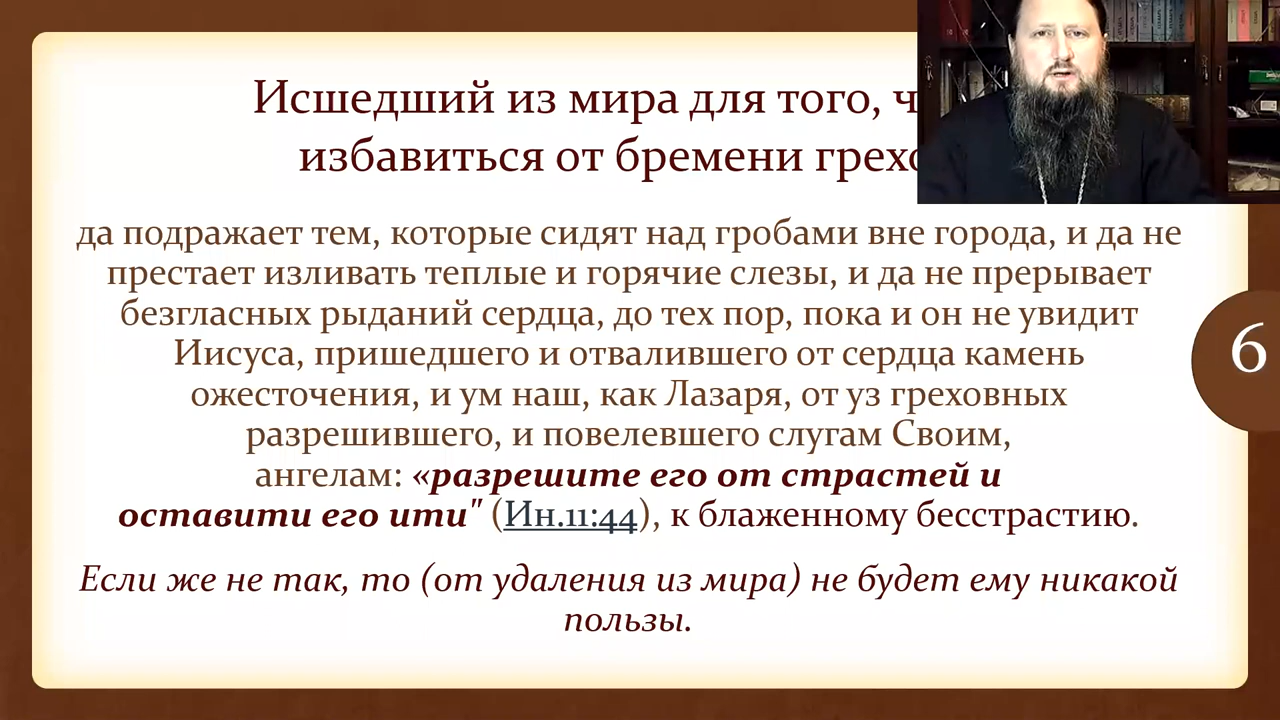 Исшедший из мира для того,
избавиться от бремени
да подражает тем, которые сидят над гробами вне города, и да не
престает изливать теплые и горячие слезы, и да не прерывает
безгласных рыданий сердца, до тех пор, пока и он не увидит
Иисуса, пришедшего и отвалившего от сердца камень
ожесточения, и ум наш, как Лазаря, от уз греховных
разрешившего, и повелевшего слугам Своим,
ангелам: «разрешите его от страстей и
оставити его ити" (Ин.11:44), к блаженному бесстрастию.
Если же не так, то (от удаления из мира) не будет ему никакой
пользы.
6